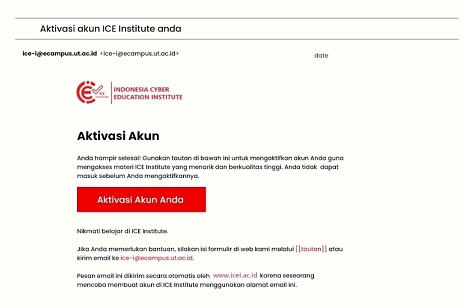 Aktivasi akun ICE Institute anda
ice-i@ecampus.ut.ac.id <ice-i@ecampus.ut.ac.id>
date
ICE
INDONESIA CYBER
EDUCATION INSTITUTE
Aktivasi Akun
Anda hampir selesai! Gunakan tautan di bawah ini untuk mengaktifkan akun Anda guna
mengakses materi ICE Institute yang menarik dan berkualitas tinggi. Anda tidak dapat
masuk sebelum Anda mengaktifkannya.
Aktivasi Akun Anda
Nikmati belajar di ICE Institute.
Jika Anda memerlukan bantuan, silakan isi formulir di web kami melalui [[tautan]] atau
kirim email ke ice-i@ecampus.ut.ac.id.
Pesan email ini dikirim secara otomatis oleh www.icei.ac.id karena seseorang
mencoba membuat akun di ICE Institute menggunakan alamat email ini.